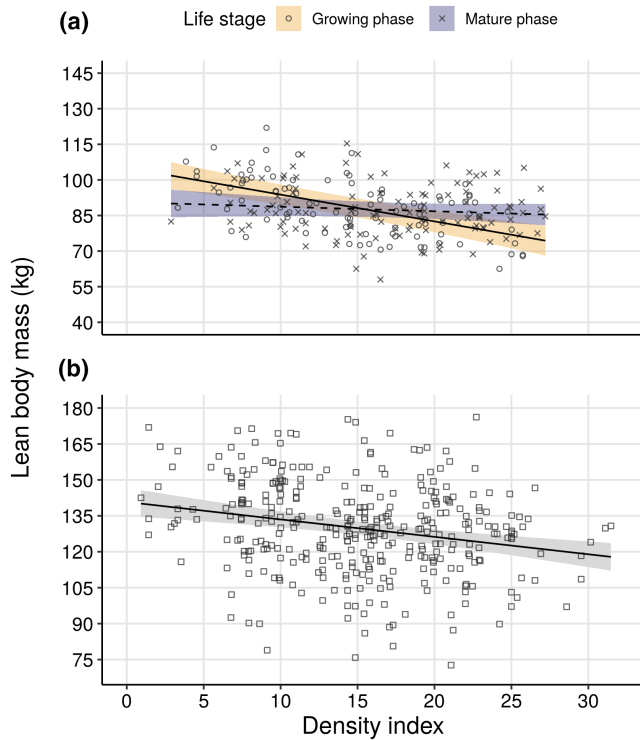 (a)
Life stage Growing phase Mature phase
145
130
115
100
85
70
55
40
(b)
180
165
150
135
120
105
90
75
0 5 10 15 20 25 30
Density index
Lean body mass (kg)